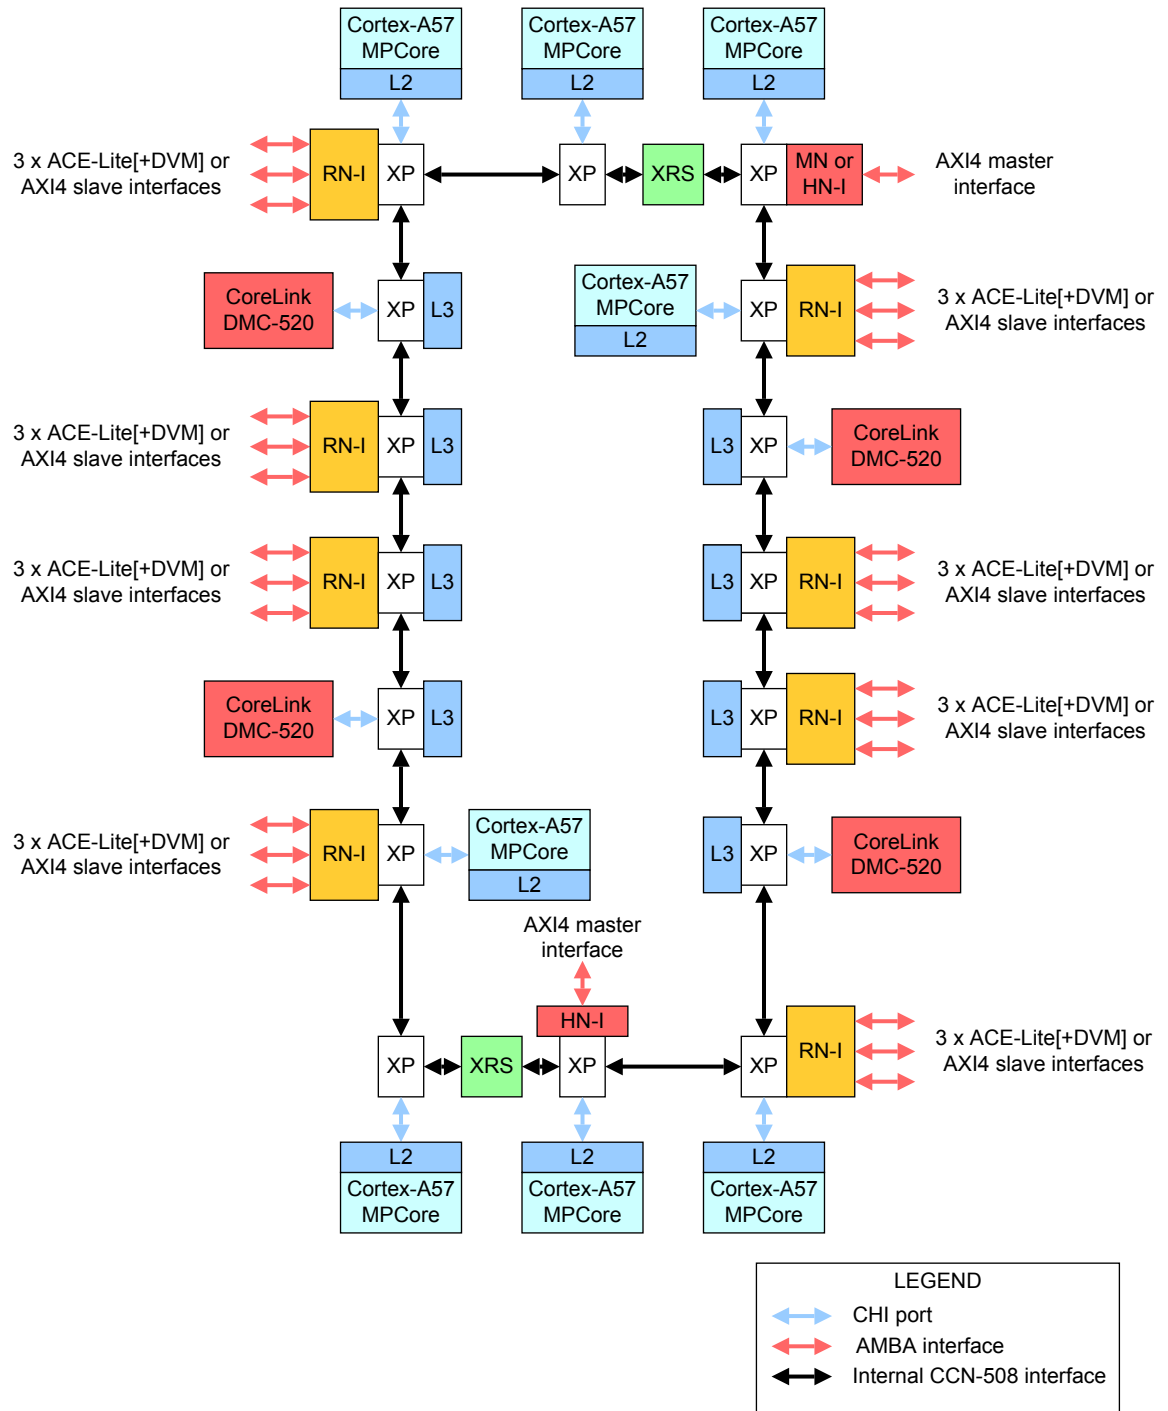 Cortex-A57
MPCore
L2
Cortex-A57
MPCore
L2
Cortex-A57
MPCore
L2
3 x ACE-Lite[+DVM] or
AXI4 slave interfaces
RN-I
XP
XP
XRS
XP
MN or
HN-I
AXI4 master
interface
CoreLink
DMC-520
XP
L3
Cortex-A57
MPCore
L2
XP
RN-I
3 x ACE-Lite[+DVM] or
AXI4 slave interfaces
3 x ACE-Lite[+DVM] or
AXI4 slave interfaces
RN-I
XP
L3
L3
XP
CoreLink
DMC-520
3 x ACE-Lite[+DVM] or
AXI4 slave interfaces
RN-I
XP
L3
L3
XP
RN-I
3 x ACE-Lite[+DVM] or
AXI4 slave interfaces
CoreLink
DMC-520
XP
L3
L3
XP
RN-I
3 x ACE-Lite[+DVM] or
AXI4 slave interfaces
3 x ACE-Lite[+DVM] or
AXI4 slave interfaces
RN-I
XP
Cortex-A57
MPCore
L2
L3
XP
CoreLink
DMC-520
AXI4 master
interface
HN-I
XP
XRS
XP
XP
RN-I
3 x ACE-Lite[+DVM] or
AXI4 slave interfaces
L2
Cortex-A57
MPCore
L2
Cortex-A57
MPCore
L2
Cortex-A57
MPCore
LEGEND
CHI port
AMBA interface
Internal CCN-508 interface